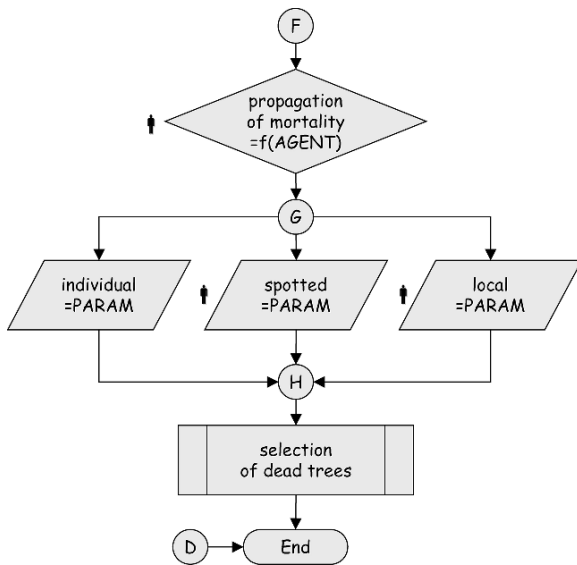 F
propagation
of mortality
=f(AGENT)
G
individual
=PARAM
spotted
=PARAM
local
=PARAM
H
selection
of dead trees
D
End